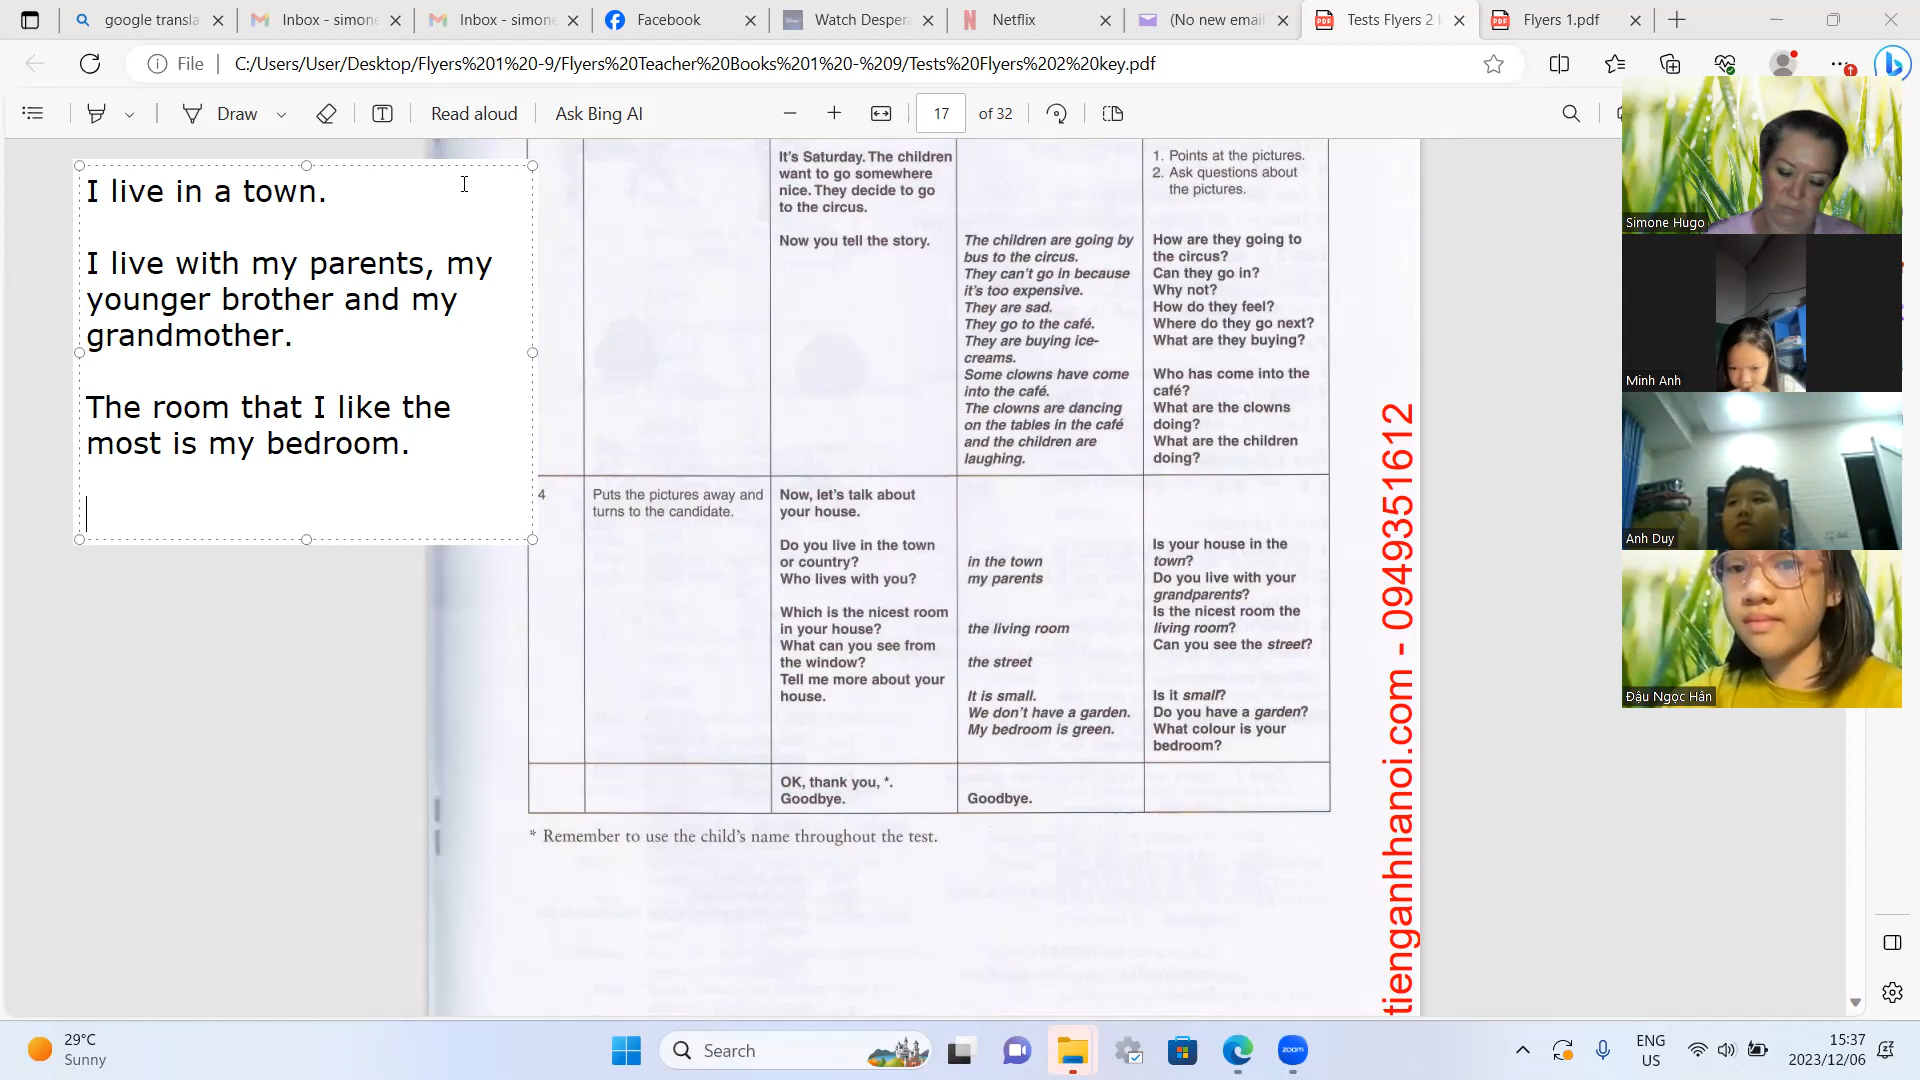 google transla
Inbox - simone
Inbox - simone
Facebook
Watch Despera
Netflix
(No new email
Tests Flyers 2 k
Flyers 1.pdf
File
C:/Users/User/Desktop/Flyers%201%20-9/Flyers%20Teacher%20Books%201%20-%209/Tests%20Flyers%202%20key.pdf
Draw
Read aloud
Ask Bing AI
17
of 32
I live in a town.
I live with my parents, my
younger brother and my
grandmother.
The room that I like the
most is my bedroom.
It's Saturday. The children
want to go somewhere
nice. They decide to go
to the circus.
Now you tell the story.
The children are going by
bus to the circus.
They can't go in because
it's too expensive.
They are sad.
They go to the café.
They are buying ice-
creams.
Some clowns have come
into the café.
The clowns are dancing
on the tables in the café
and the children are
laughing.
1. Points at the pictures.
2. Ask questions about
the pictures.
How are they going to
the circus?
Can they go in?
Why not?
How do they feel?
Where do they go next?
What are they buying?
Who has come into the
café?
What are the clowns
doing?
What are the children
doing?
4
Puts the pictures away and
turns to the candidate.
Now, let's talk about
your house.
Do you live in the town
or country?
Who lives with you?
Which is the nicest room
in your house?
What can you see from
the window?
Tell me more about your
house.
in the town
my parents
the living room
the street
It is small.
We don't have a garden.
My bedroom is green.
Is your house in the
town?
Do you live with your
grandparents?
Is the nicest room the
living room?
Can you see the street?
Is it small?
Do you have a garden?
What colour is your
bedroom?
OK, thank you, *.
Goodbye.
Goodbye.
* Remember to use the child's name throughout the test.
tienganhhanoi.com - 0949351612
Simone Hugo
Minh Anh
Anh Duy
Đậu Ngọc Hân
29°C
Sunny
Search
zoom
ENG
US
15:37
2023/12/06